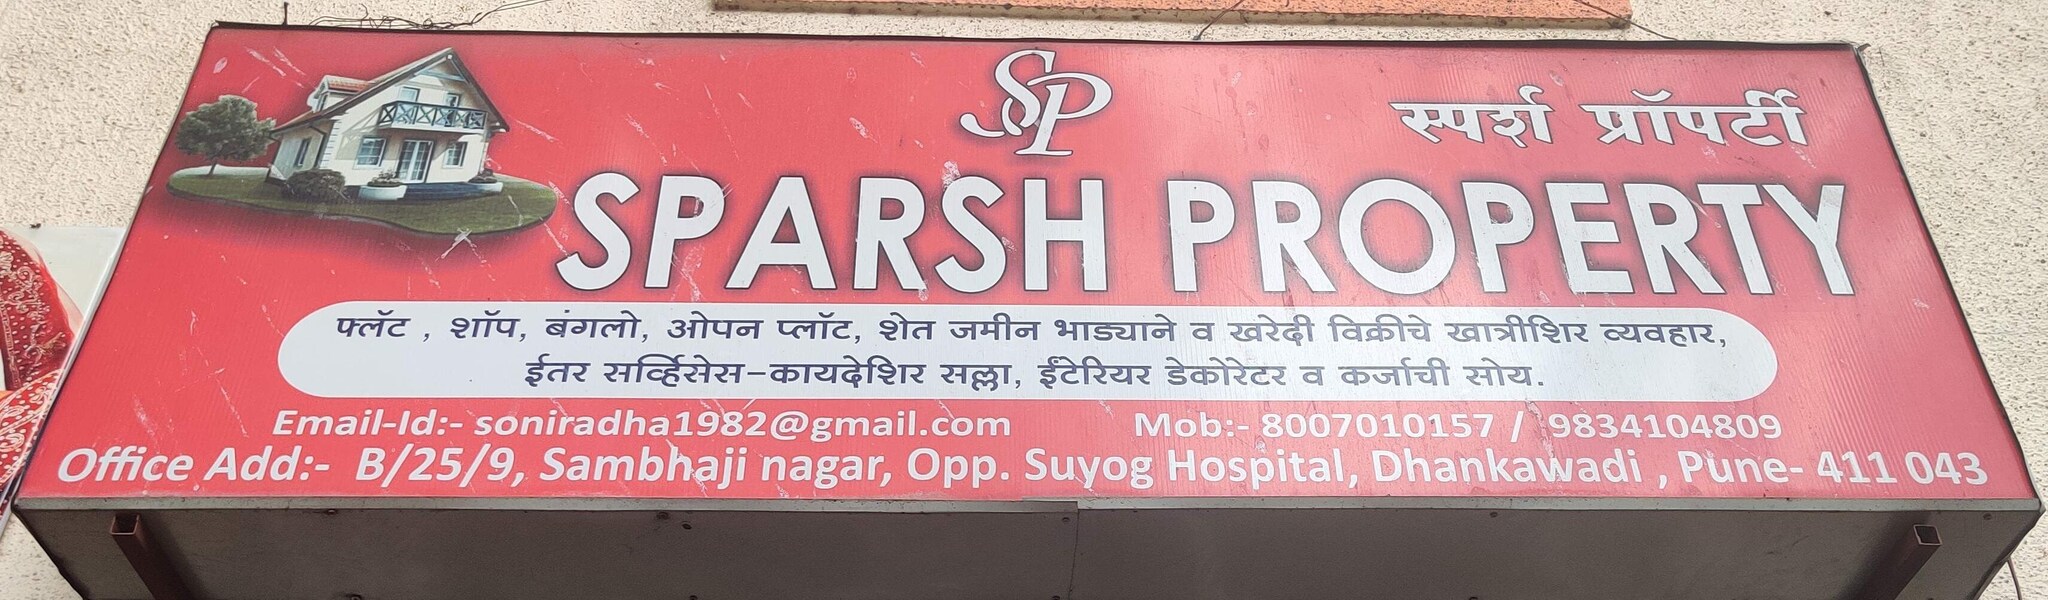 SP
स्पर्श प्रॉपर्टी
SPARSH PROPERTY
फ्लॅट , शॉप, बंगलो, ओपन प्लॉट, शेत जमीन भाड्याने व खरेदी विक्रीचे खात्रीशिर व्यवहार,
ईतर सर्व्हिसेस-कायदेशिर सल्ला, ईंटेरियर डेकोरेटर व कर्जाची सोय.
Email-Id:- soniradha1982@gmail.com Mob:- 8007010157 / 9834104809
Office Add:- B/25/9, Sambhaji nagar, Opp. Suyog Hospital, Dhankawadi , Pune- 411 043